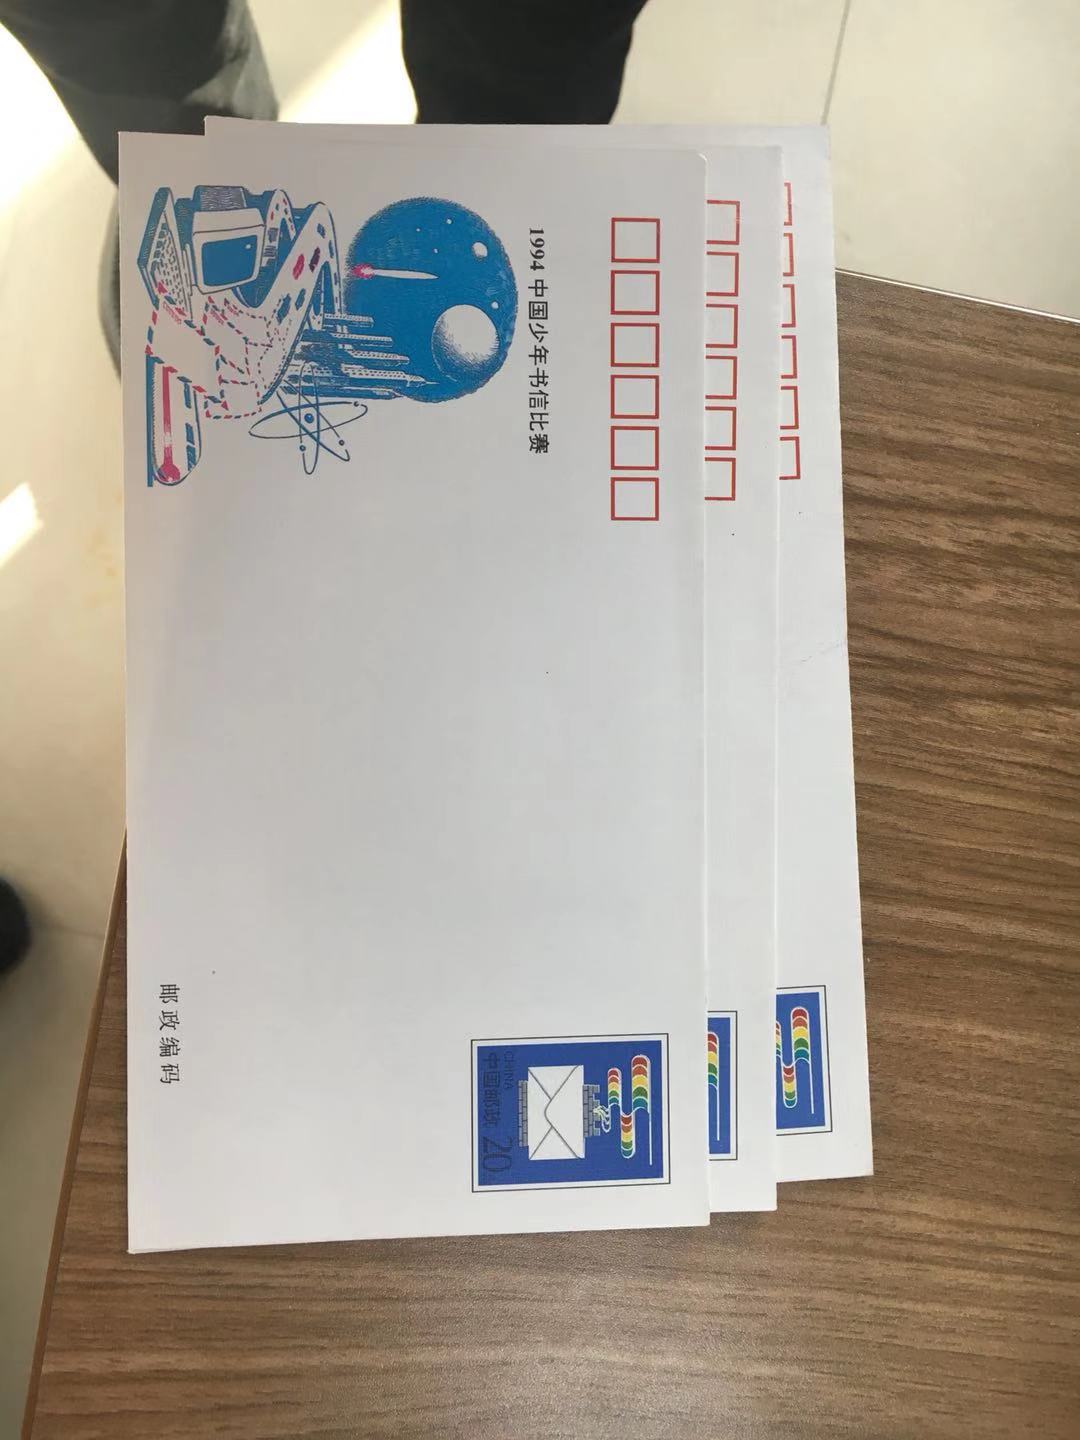 1994 中国少年书信比赛
CHINA
中国邮政 20
邮政编码